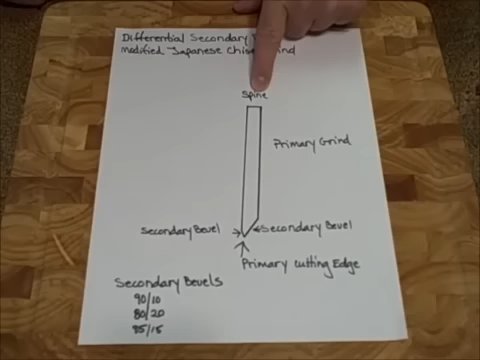 Differential Secondary
modified Japanese Chisel Grind
Spine
Primary Grind
Secondary Bevel
Secondary Bevel
Primary Cutting Edge
Secondary Bevels
90/10
80/20
85/15